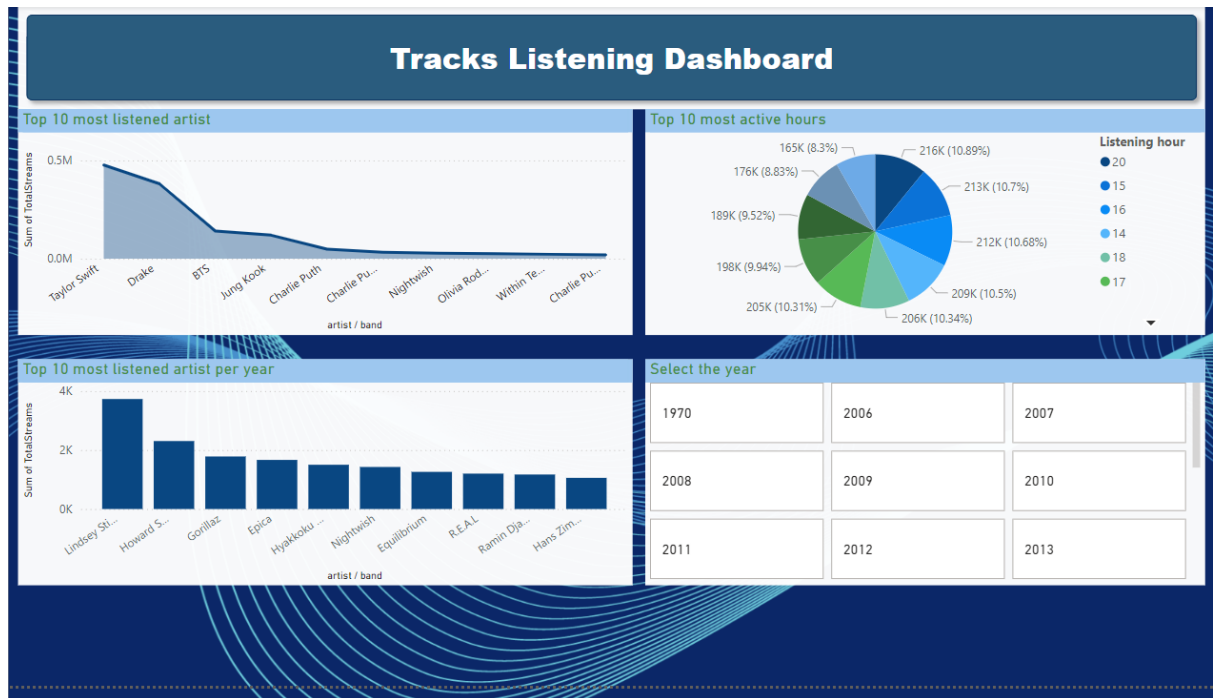 Tracks Listening Dashboard
Top 10 most listened artist
Sum of TotalStreams
0.5M
0.0M
Taylor Swift
Drake
BTS
Jung Kook
Charlie Puth
Charlie Pu...
Nightwish
Olivia Rod...
Within Te...
Charlie Pu...
artist / band
Top 10 most active hours
216K (10.89%)
213K (10.7%)
212K (10.68%)
209K (10.5%)
206K (10.34%)
205K (10.31%)
198K (9.94%)
189K (9.52%)
176K (8.83%)
165K (8.3%)
Listening hour
20
15
16
14
18
17
Top 10 most listened artist per year
Sum of TotalStreams
4K
2K
0K
Lindsey Sti...
Howard S...
Gorillaz
Epica
Hyakkoku ...
Nightwish
Equilibrium
R.E.A.L
Ramin Dja...
Hans Zim...
artist / band
Select the year
1970
2006
2007
2008
2009
2010
2011
2012
2013